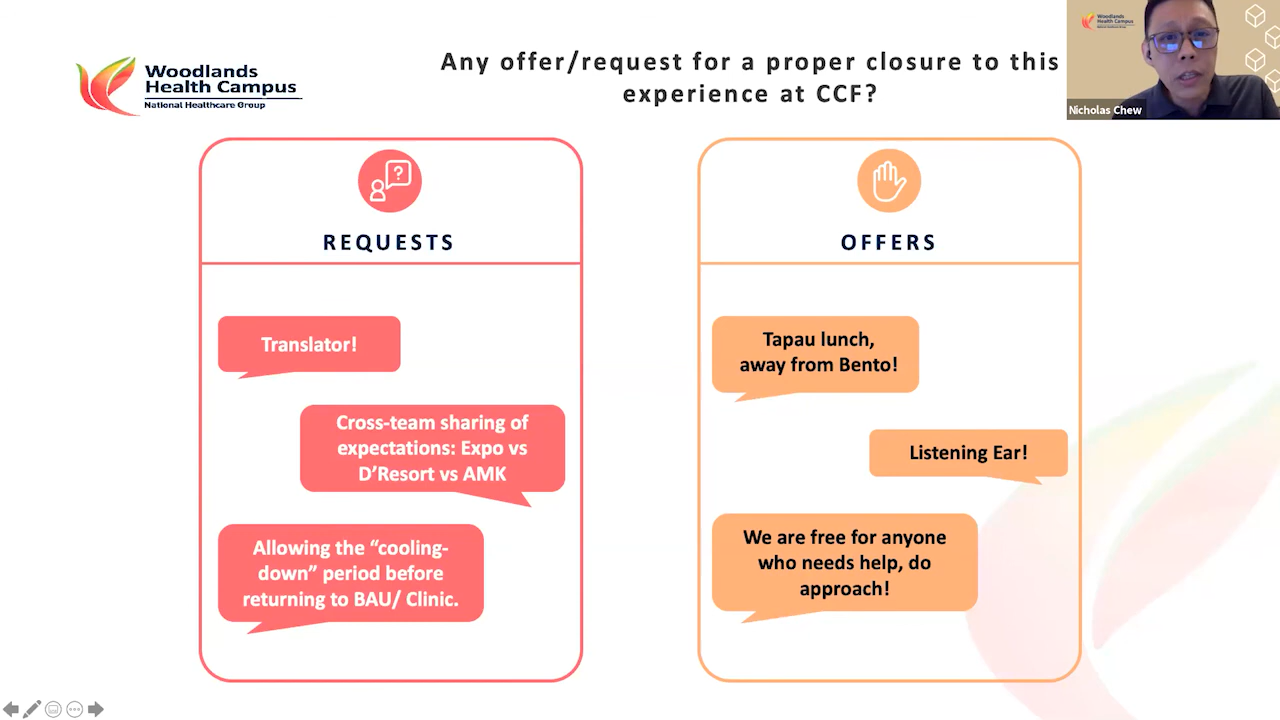 Woodlands
Health Campus
National Healthcare Group
Any offer/request for a proper closure to this
experience at CCF?
Woodlands
Health Campus
Nicholas Chew
?
REQUESTS
Translator!
Cross-team sharing of
expectations: Expo vs
D’Resort vs AMK
Allowing the “cooling-
down” period before
returning to BAU/ Clinic.
OFFERS
Tapau lunch,
away from Bento!
Listening Ear!
We are free for anyone
who needs help, do
approach!